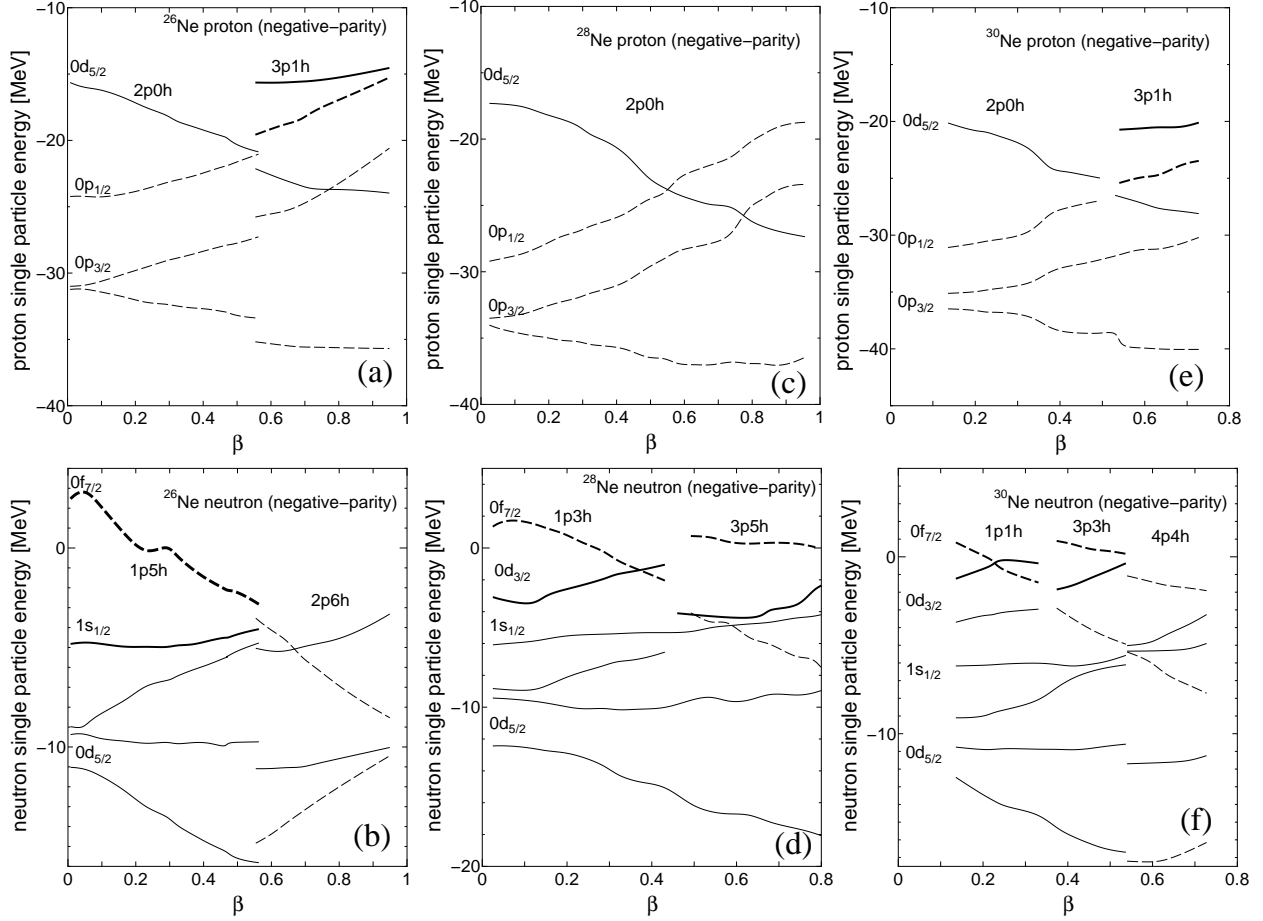 ²⁶Ne proton (negative−parity)
proton single particle energy [MeV]
−10
−20
−30
−40
0d5/2
2p0h
3p1h
0p1/2
0p3/2
(a)
0
0.2
0.4
0.6
0.8
1
β
²⁸Ne proton (negative−parity)
proton single particle energy [MeV]
−10
−20
−30
−40
0d5/2
2p0h
0p1/2
0p3/2
(c)
0
0.2
0.4
0.6
0.8
1
β
³⁰Ne proton (negative−parity)
proton single particle energy [MeV]
−10
−20
−30
−40
0d5/2
2p0h
3p1h
0p1/2
0p3/2
(e)
0
0.2
0.4
0.6
0.8
β
²⁶Ne neutron (negative−parity)
neutron single particle energy [MeV]
0
−10
0f7/2
1p5h
2p6h
1s1/2
0d5/2
(b)
0
0.2
0.4
0.6
0.8
1
β
²⁸Ne neutron (negative−parity)
neutron single particle energy [MeV]
0
−10
−20
0f7/2
1p3h
3p5h
0d3/2
1s1/2
0d5/2
(d)
0
0.2
0.4
0.6
0.8
β
³⁰Ne neutron (negative−parity)
neutron single particle energy [MeV]
0
−10
0f7/2
1p1h
3p3h
4p4h
0d3/2
1s1/2
0d5/2
(f)
0
0.2
0.4
0.6
0.8
β